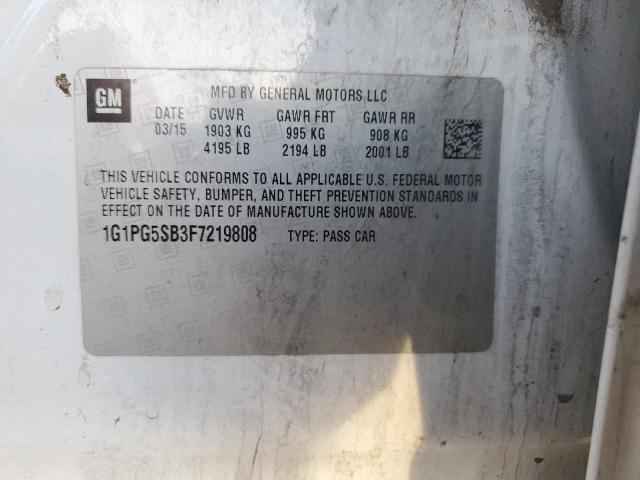 GM
MFD BY GENERAL MOTORS LLC
DATE GVWR GAWR FRT GAWR RR
03/15 1903 KG 995 KG 908 KG
4195 LB 2194 LB 2001 LB
THIS VEHICLE CONFORMS TO ALL APPLICABLE U.S. FEDERAL MOTOR
VEHICLE SAFETY, BUMPER, AND THEFT PREVENTION STANDARDS IN
EFFECT ON THE DATE OF MANUFACTURE SHOWN ABOVE.
1G1PG5SB3F7219808 TYPE: PASS CAR